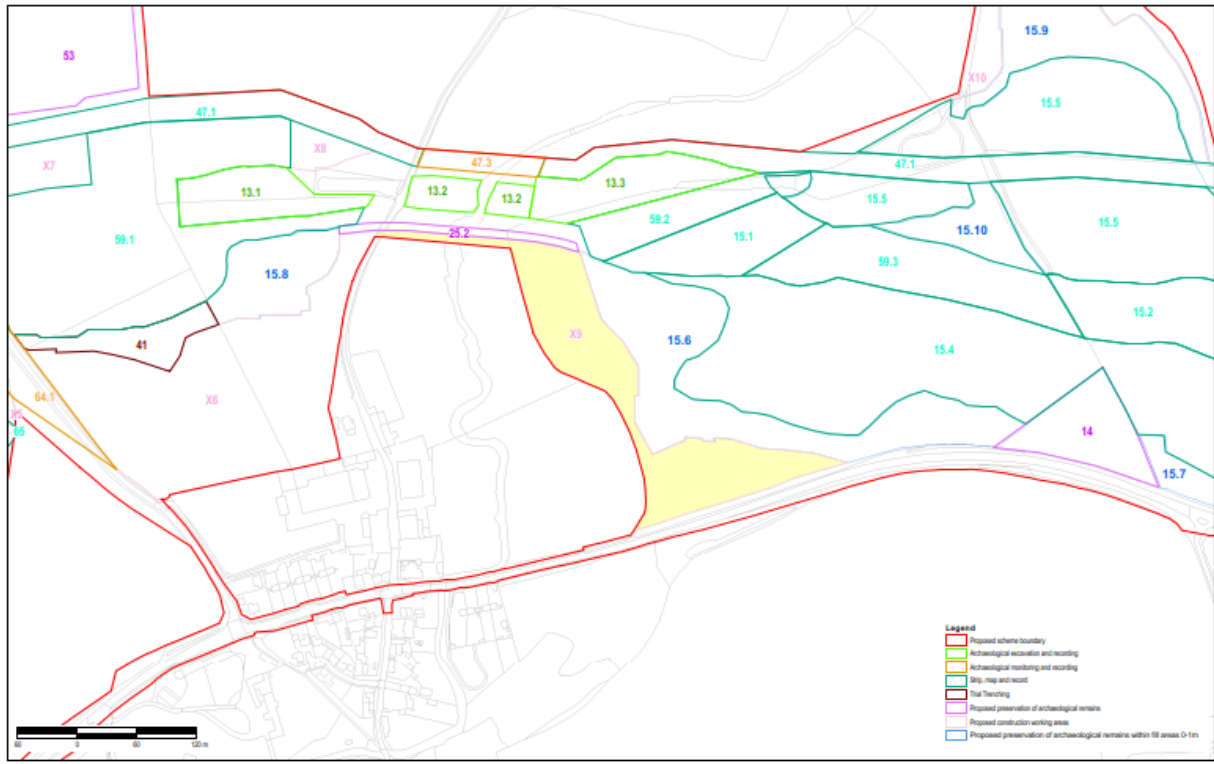 53
15.9
X10
15.5
47.1
X8
47.3
47.1
X7
13.1
13.2
13.2
13.3
15.5
59.2
15.5
25.2
59.1
15.1
15.10
59.3
15.8
15.2
X9
15.6
41
15.4
64.1
X6
X5
65
14
15.7
Legend
Proposed scheme boundary
Archaeological excavation and recording
Archaeological monitoring and recording
Strip, map and record
Trial Trenching
Proposed preservation of archaeological remains
Proposed construction working areas
Proposed preservation of archaeological remains within fill areas 0-1m
60 0 60 120 m